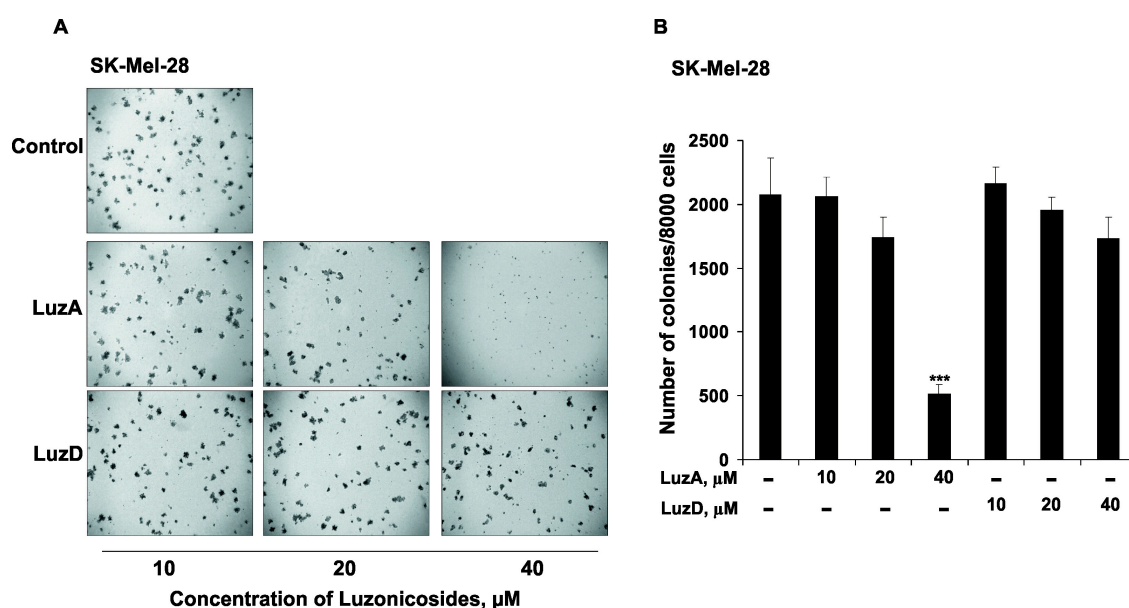 A
SK-Mel-28
Control
LuzA
LuzD
10 20 40
Concentration of Luzonicosides, µM
B
SK-Mel-28
Number of colonies/8000 cells
2500
2000
1500
1000
500
0
***
LuzA, µM – 10 20 40 – – –
LuzD, µM – – – – 10 20 40